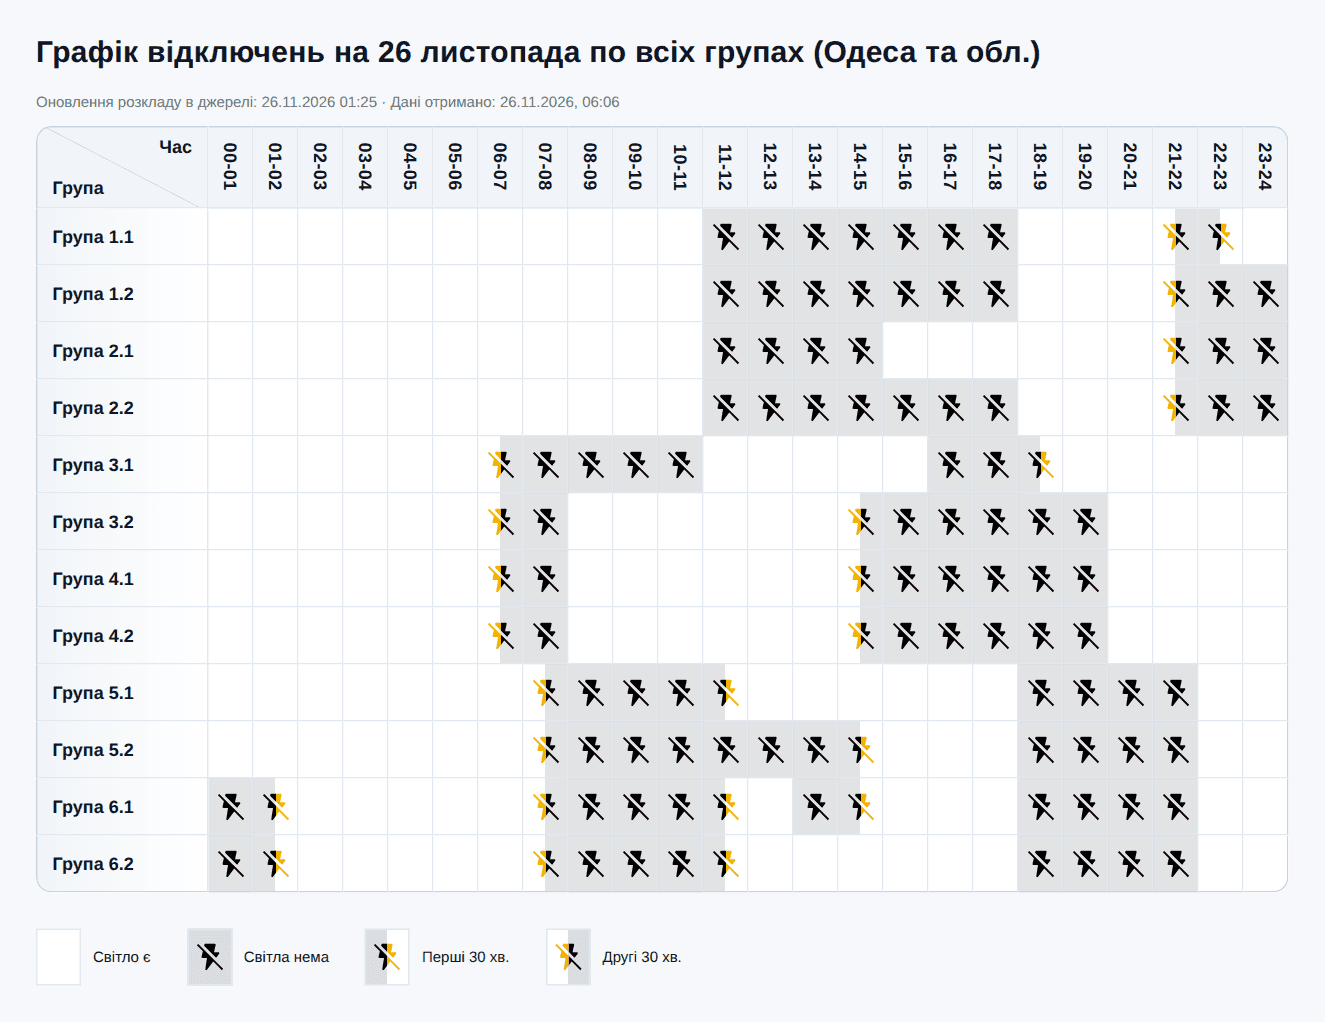 Графік відключень на 26 листопада по всіх групах (Одеса та обл.)
Оновлення розкладу в джерелі: 26.11.2026 01:25 · Дані отримано: 26.11.2026, 06:06
Час
Група
00-01 01-02 02-03 03-04 04-05 05-06 06-07 07-08 08-09 09-10 10-11 11-12 12-13 13-14 14-15 15-16 16-17 17-18 18-19 19-20 20-21 21-22 22-23 23-24
Група 1.1
Група 1.2
Група 2.1
Група 2.2
Група 3.1
Група 3.2
Група 4.1
Група 4.2
Група 5.1
Група 5.2
Група 6.1
Група 6.2
Світло є Світла нема Перші 30 хв. Другі 30 хв.